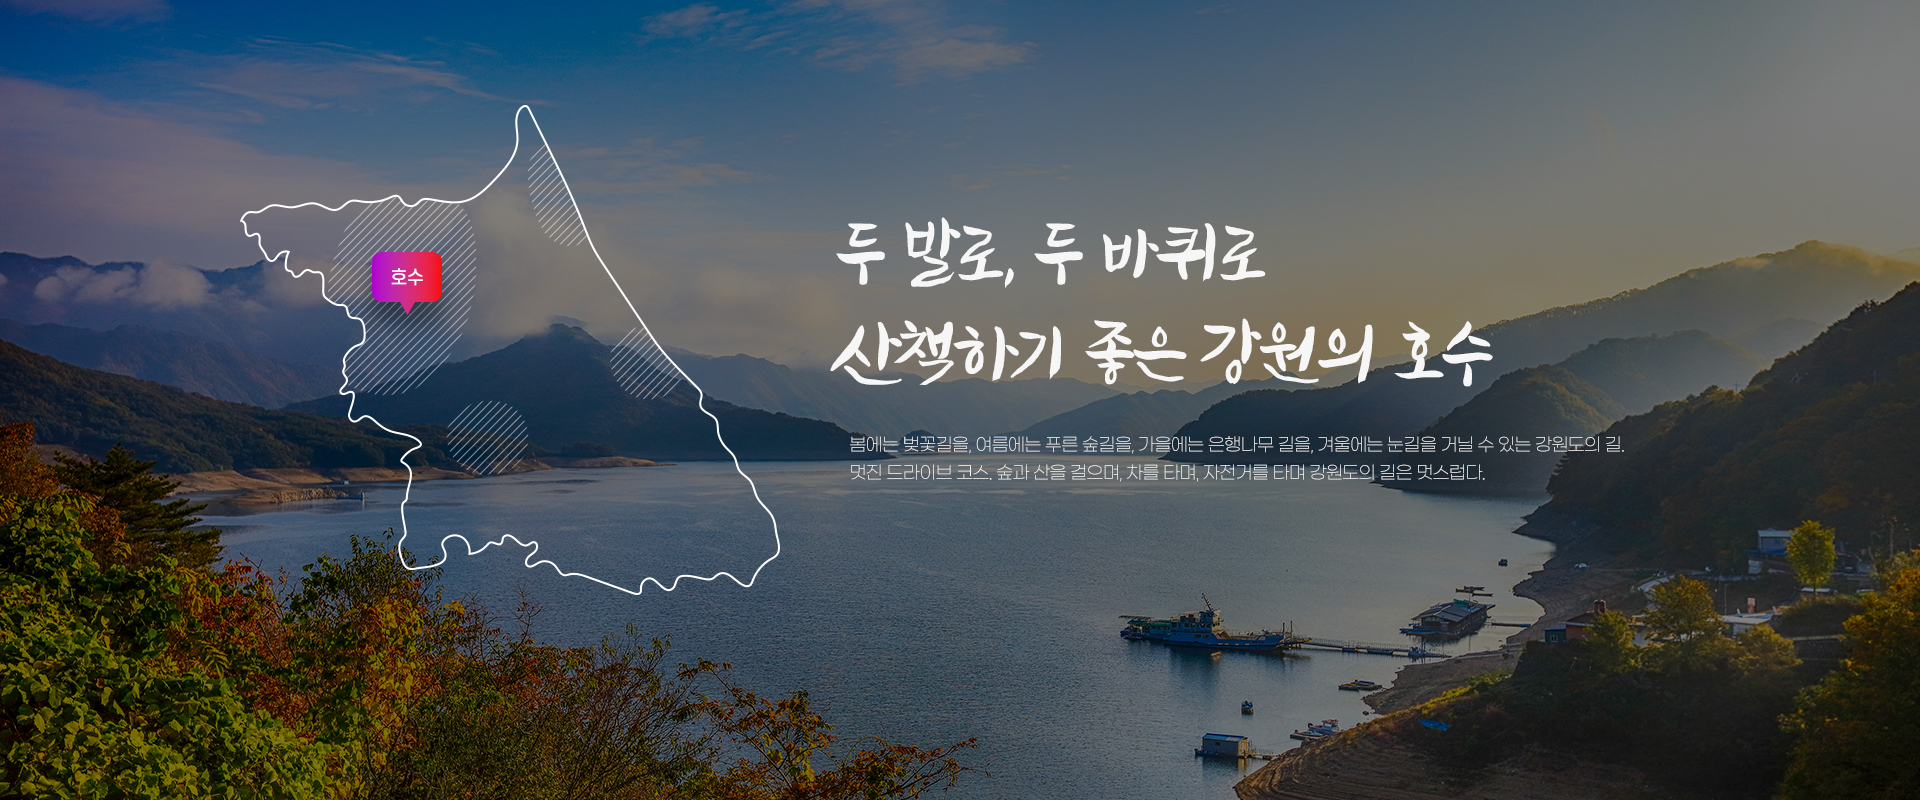 호수
두 발로, 두 바퀴로
산책하기 좋은 강원의 호수
봄에는 벚꽃길을, 여름에는 푸른 숲길을, 가을에는 은행나무 길을, 겨울에는 눈길을 거닐 수 있는 강원도의 길.
멋진 드라이브 코스. 숲과 산을 걸으며, 차를 타며, 자전거를 타며 강원도의 길은 멋스럽다.